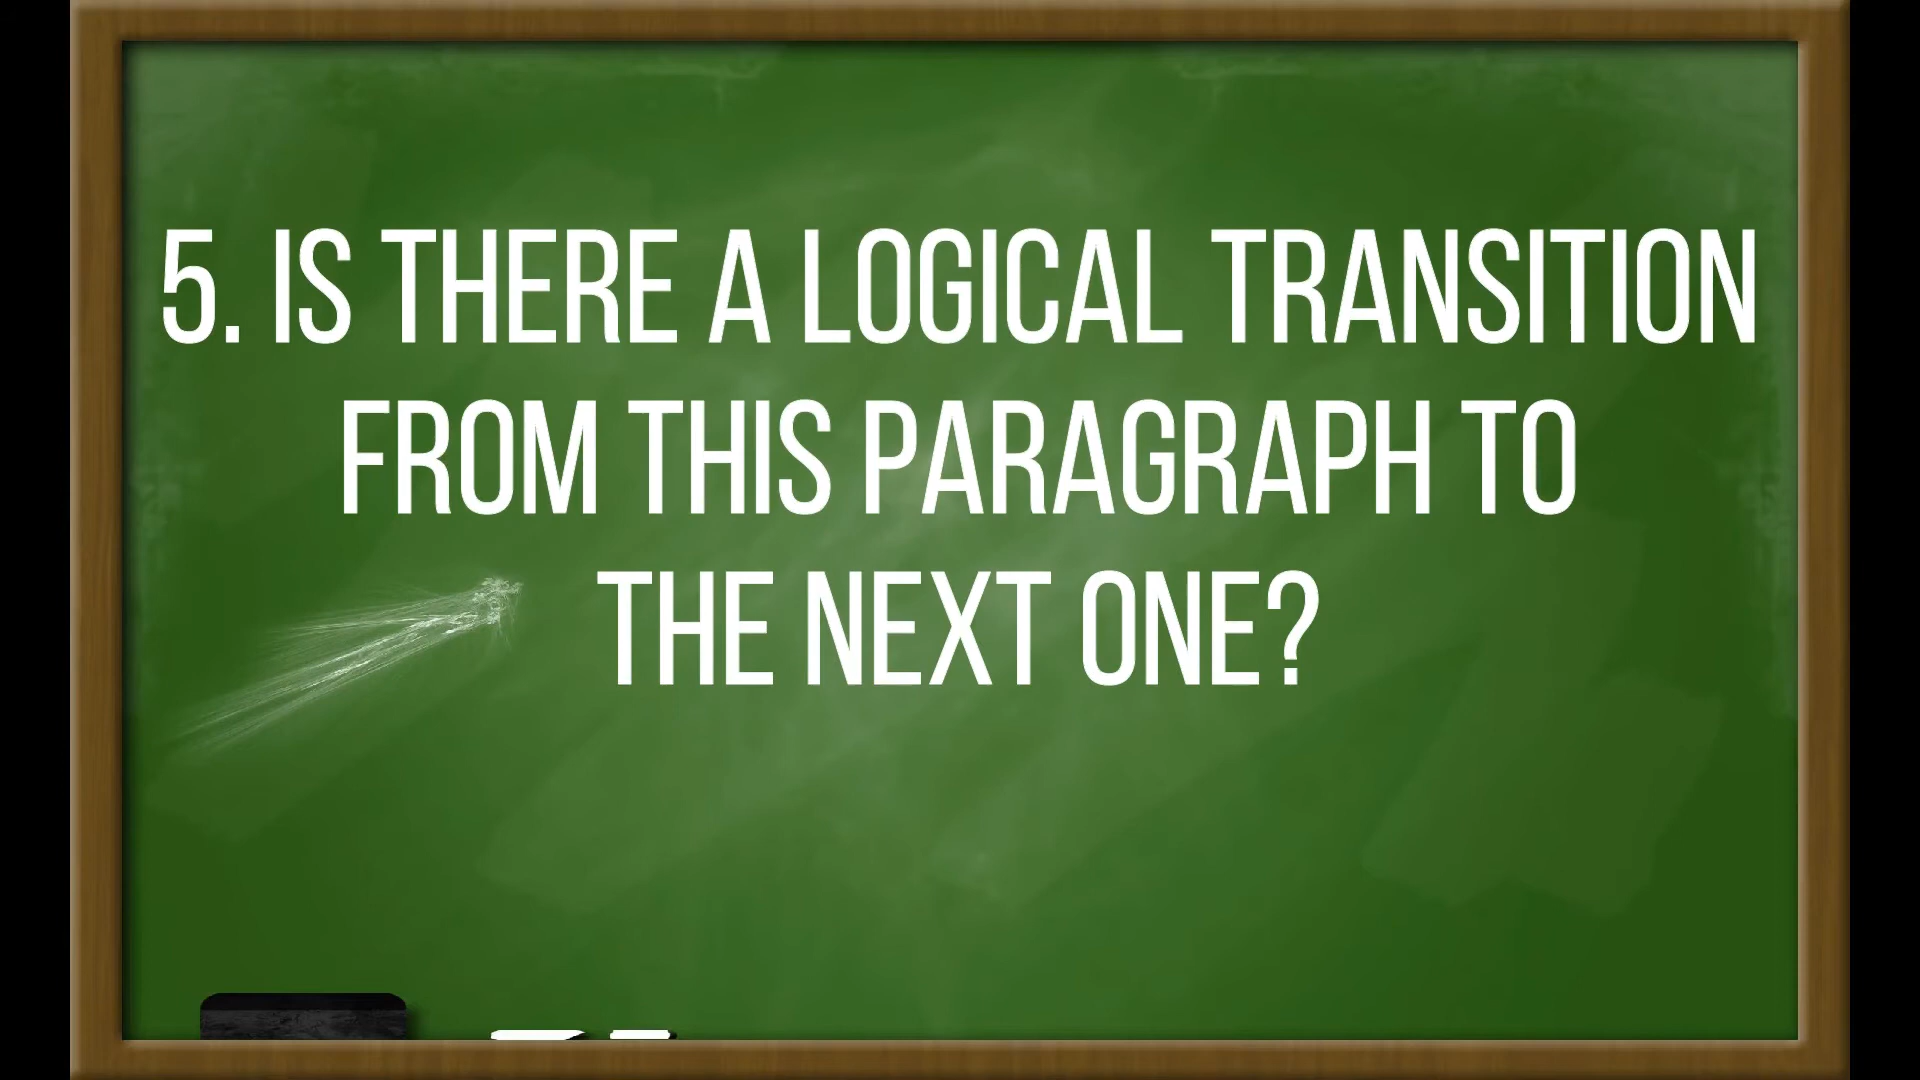 5. IS THERE A LOGICAL TRANSITION
FROM THIS PARAGRAPH TO
THE NEXT ONE?